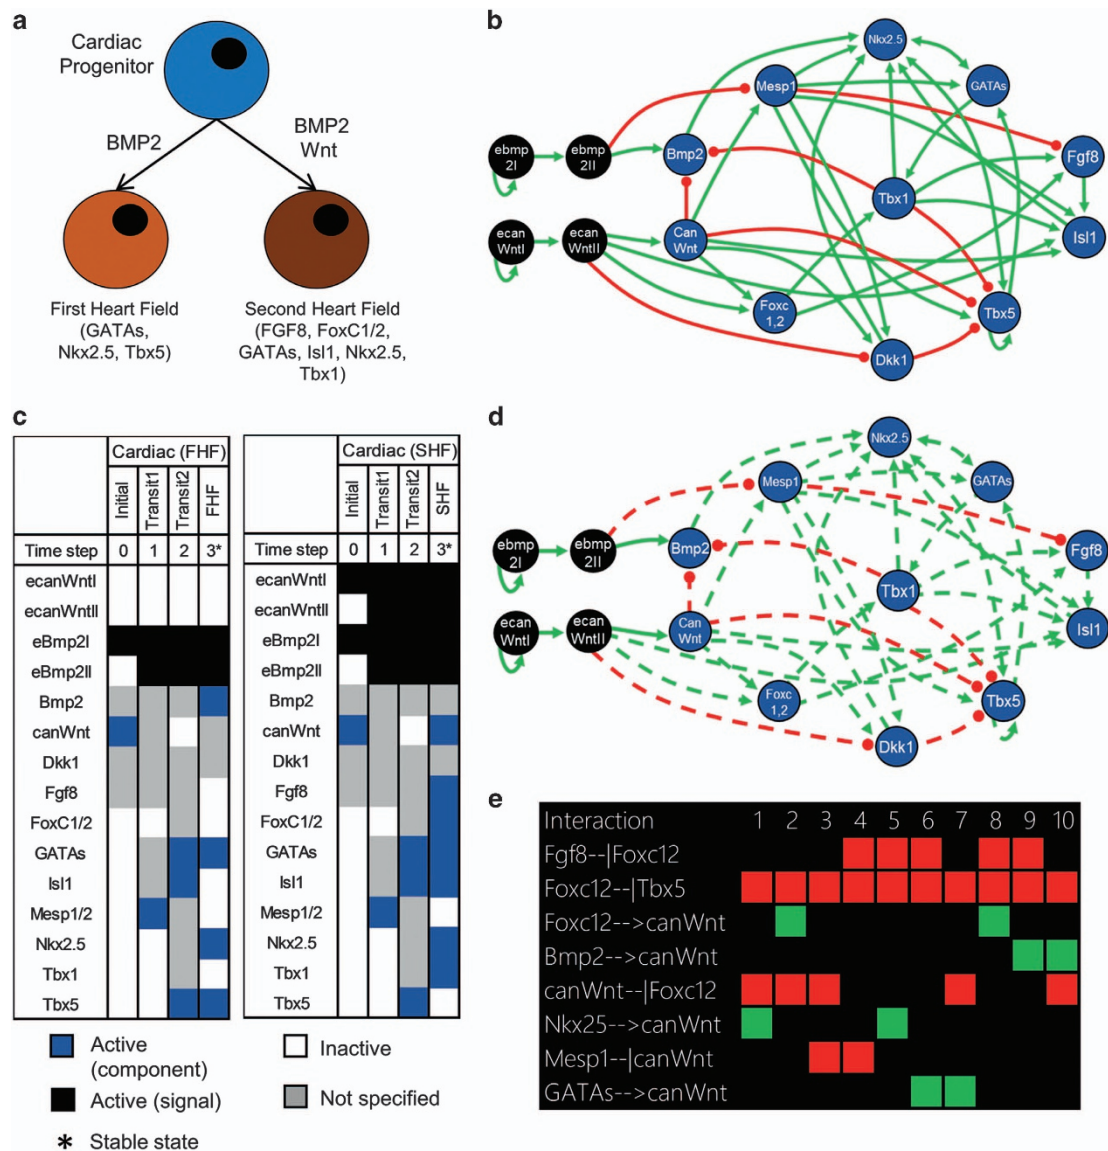 a
Cardiac
Progenitor
BMP2
BMP2
Wnt
First Heart Field
(GATAs,
Nkx2.5, Tbx5)
Second Heart Field
(FGF8, FoxC1/2,
GATAs, Isl1, Nkx2.5,
Tbx1)
b
Nkx2.5
Mesp1
GATAs
ebmp
2I
ebmp
2II
Bmp2
Fgf8
Tbx1
ecan
WntI
ecan
WntII
Can
Wnt
Isl1
Foxc
1,2
Tbx5
Dkk1
c
Cardiac (FHF)
Initial
Transit1
Transit2
FHF
Time step 0 1 2 3*
ecanWntI
ecanWntII
eBmp2I
eBmp2II
Bmp2
canWnt
Dkk1
Fgf8
FoxC1/2
GATAs
Isl1
Mesp1/2
Nkx2.5
Tbx1
Tbx5
Cardiac (SHF)
Initial
Transit1
Transit2
SHF
Time step 0 1 2 3*
ecanWntI
ecanWntII
eBmp2I
eBmp2II
Bmp2
canWnt
Dkk1
Fgf8
FoxC1/2
GATAs
Isl1
Mesp1/2
Nkx2.5
Tbx1
Tbx5
Active
(component)
Inactive
Active (signal)
Not specified
* Stable state
d
Nkx2.5
Mesp1
GATAs
ebmp
2I
ebmp
2II
Bmp2
Fgf8
Tbx1
ecan
WntI
ecan
WntII
Can
Wnt
Isl1
Foxc
1,2
Tbx5
Dkk1
e
Interaction 1 2 3 4 5 6 7 8 9 10
Fgf8--|Foxc12
Foxc12--|Tbx5
Foxc12-->canWnt
Bmp2-->canWnt
canWnt--|Foxc12
Nkx25-->canWnt
Mesp1--|canWnt
GATAs-->canWnt